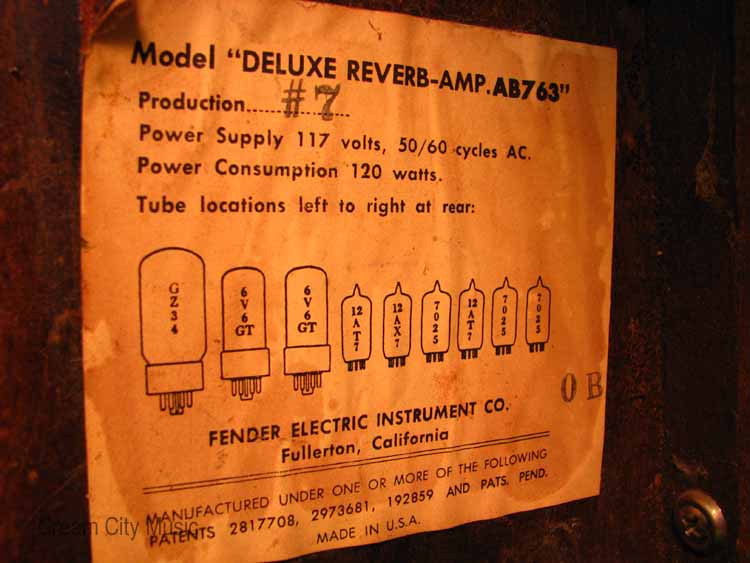 Model "DELUXE REVERB-AMP.AB763"
Production.......#7.......
Power Supply 117 volts, 50/60 cycles AC.
Power Consumption 120 watts.
Tube locations left to right at rear:
GZ34 6V6GT 6V6GT 12AT7 12AX7 7025 12AT7 7025 7025
OB
FENDER ELECTRIC INSTRUMENT CO.
Fullerton, California
MANUFACTURED UNDER ONE OR MORE OF THE FOLLOWING
PATENTS 2817708, 2973681, 192859 AND PATS. PEND.
MADE IN U.S.A.
Cream City Music